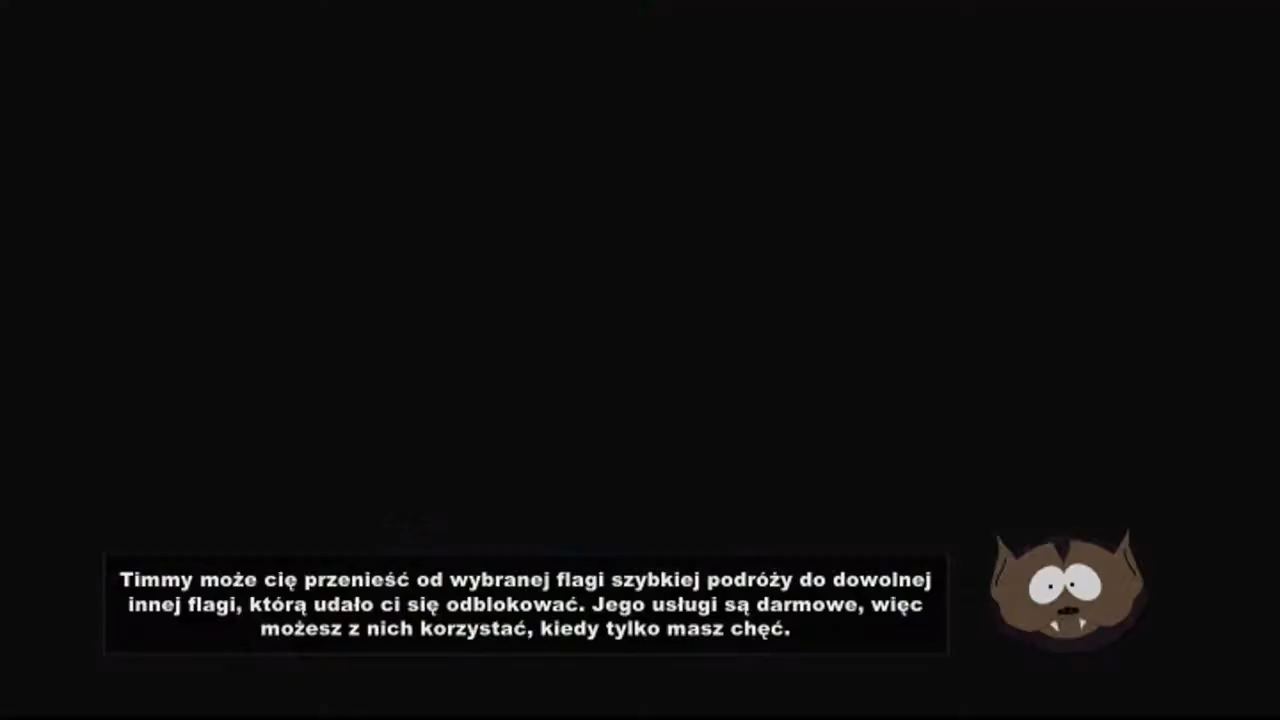 Timmy może cię przenieść od wybranej flagi szybkiej podróży do dowolnej
innej flagi, którą udało ci się odblokować. Jego usługi są darmowe, więc
możesz z nich korzystać, kiedy tylko masz chęć.